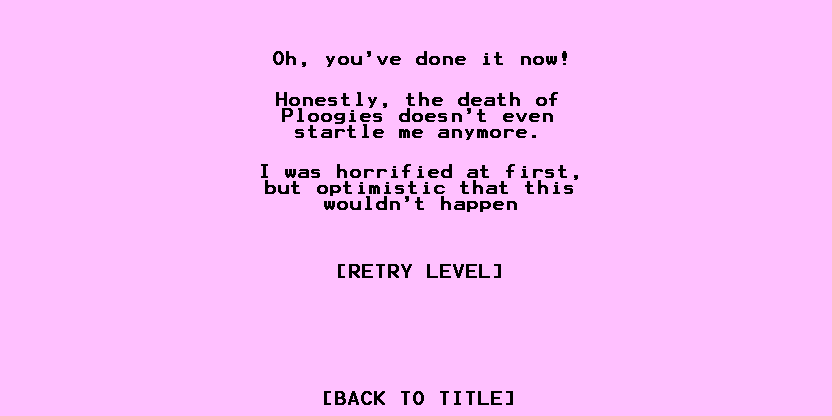 Oh, you've done it now!
Honestly, the death of
Ploogies doesn't even
startle me anymore.
I was horrified at first,
but optimistic that this
wouldn't happen
[RETRY LEVEL]
[BACK TO TITLE]